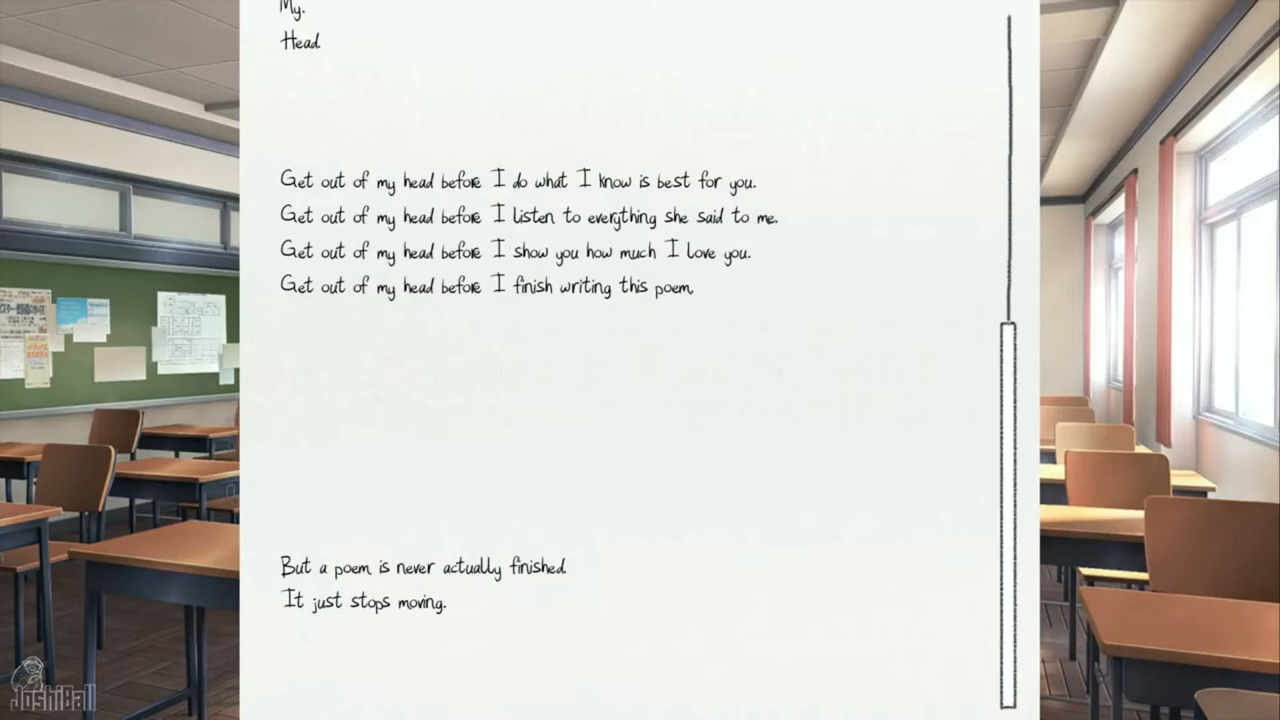 My.
Head.
Get out of my head before I do what I know is best for you.
Get out of my head before I listen to everything she said to me.
Get out of my head before I show you how much I love you.
Get out of my head before I finish writing this poem.
But a poem is never actually finished.
It just stops moving.
JoshiBall